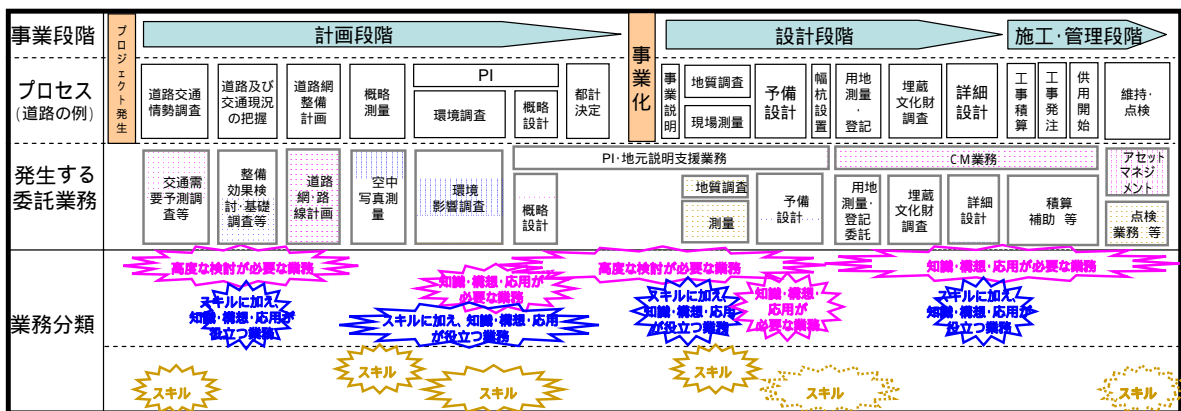 事業段階
プロジェクト発生
計画段階
事業化
設計段階
施工・管理段階
プロセス
(道路の例)
道路交通
情勢調査
道路及び
交通現況
の把握
道路網
整備
計画
概略
測量
PI
環境調査
概略
設計
都計
決定
事業説明
地質調査
現場測量
予備
設計
幅杭設置
用地
測量
・
登記
埋蔵
文化財
調査
詳細
設計
工事積算
工事発注
供用開始
維持・
点検
発生する
委託業務
交通需
要予測調
査等
整備
効果検
討・基礎
調査等
道路
網・路
線計画
空中
写真測
量
環境
影響調査
PI・地元説明支援業務
概略
設計
地質調査
測量
予備
設計
CM業務
用地
測量・
登記
委託
埋蔵
文化財
調査
詳細
設計
積算
補助 等
アセット
マネジ
メント
点検
業務 等
業務分類
高度な検討が必要な業務
知識・構想・応用が
必要な業務
高度な検討が必要な業務
知識・構想・応用が必要な業務
スキルに加え、
知識・構想・応用が
役立つ業務
スキルに加え、知識・構想・応用
が役立つ業務
スキルに加え、
知識・構想・応用
が役立つ業務
知識・構想・
応用が
必要な業務
スキルに加え、
知識・構想・応用
が役立つ業務
スキル
スキル
スキル
スキル
スキル
スキル